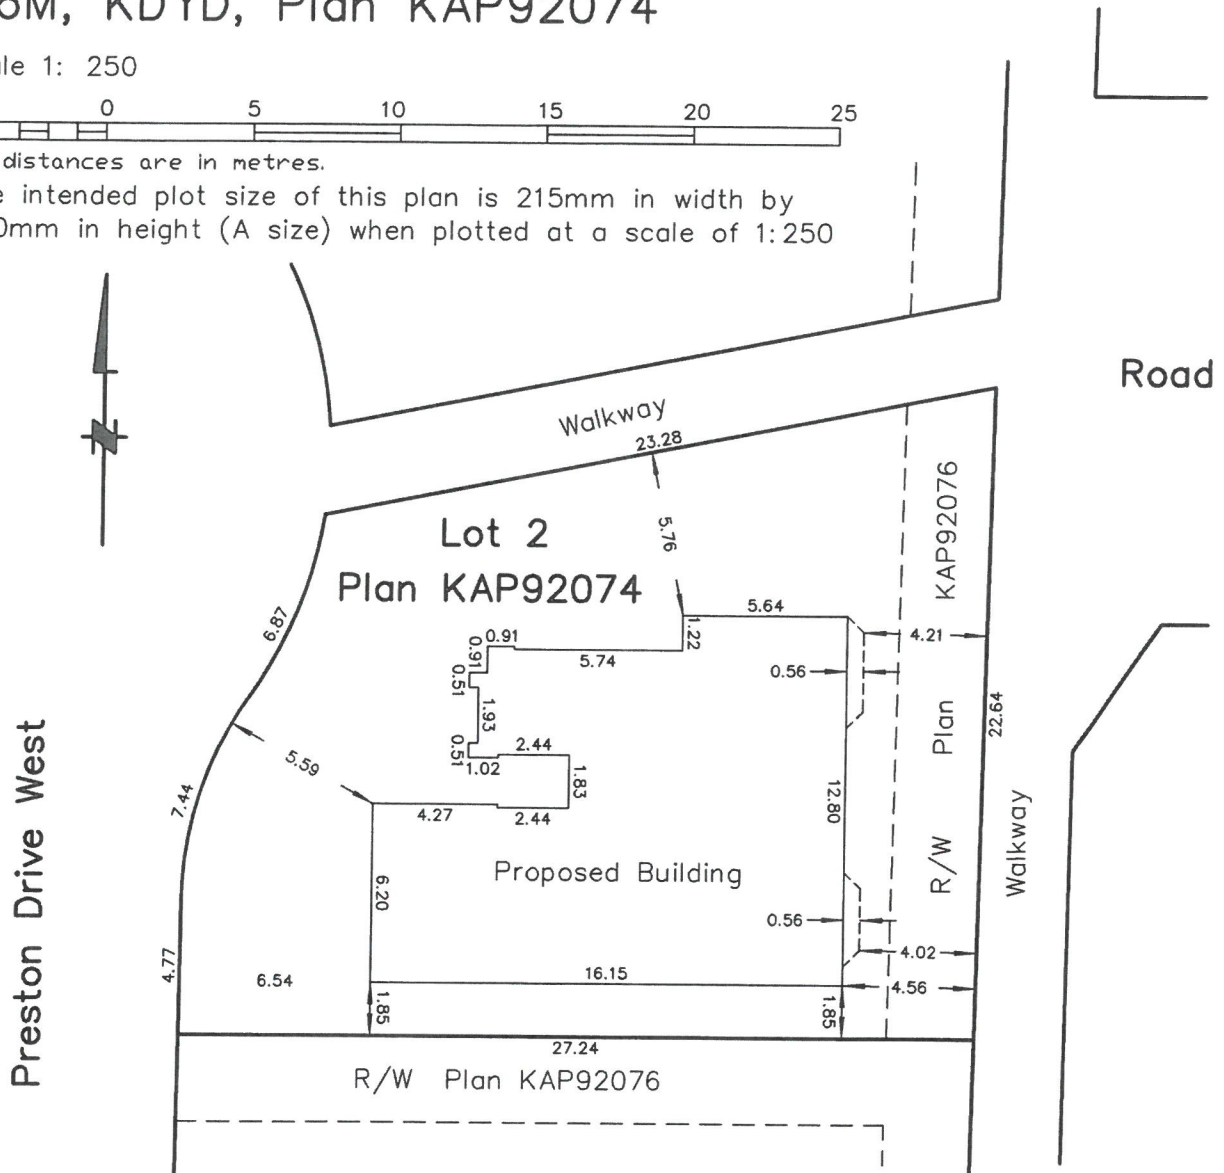 KDYD, Plan KAP92074
1: 250
0 5 10 15 20 25
distances are in metres.
intended plot size of this plan is 215mm in width by
in height (A size) when plotted at a scale of 1:250
Road
Walkway
23.28
KAP92076
Lot 2
Plan KAP92074
5.76
5.64
1.22
4.21
6.87
0.91
0.91
5.74
0.56
0.51
1.93
Plan
22.64
0.51
2.44
1.02
1.83
5.59
7.44
4.27
2.44
12.80
Preston Drive West
Walkway
R/W
Proposed Building
6.20
0.56
4.02
4.77
6.54
16.15
4.56
1.85
1.85
27.24
R/W Plan KAP92076